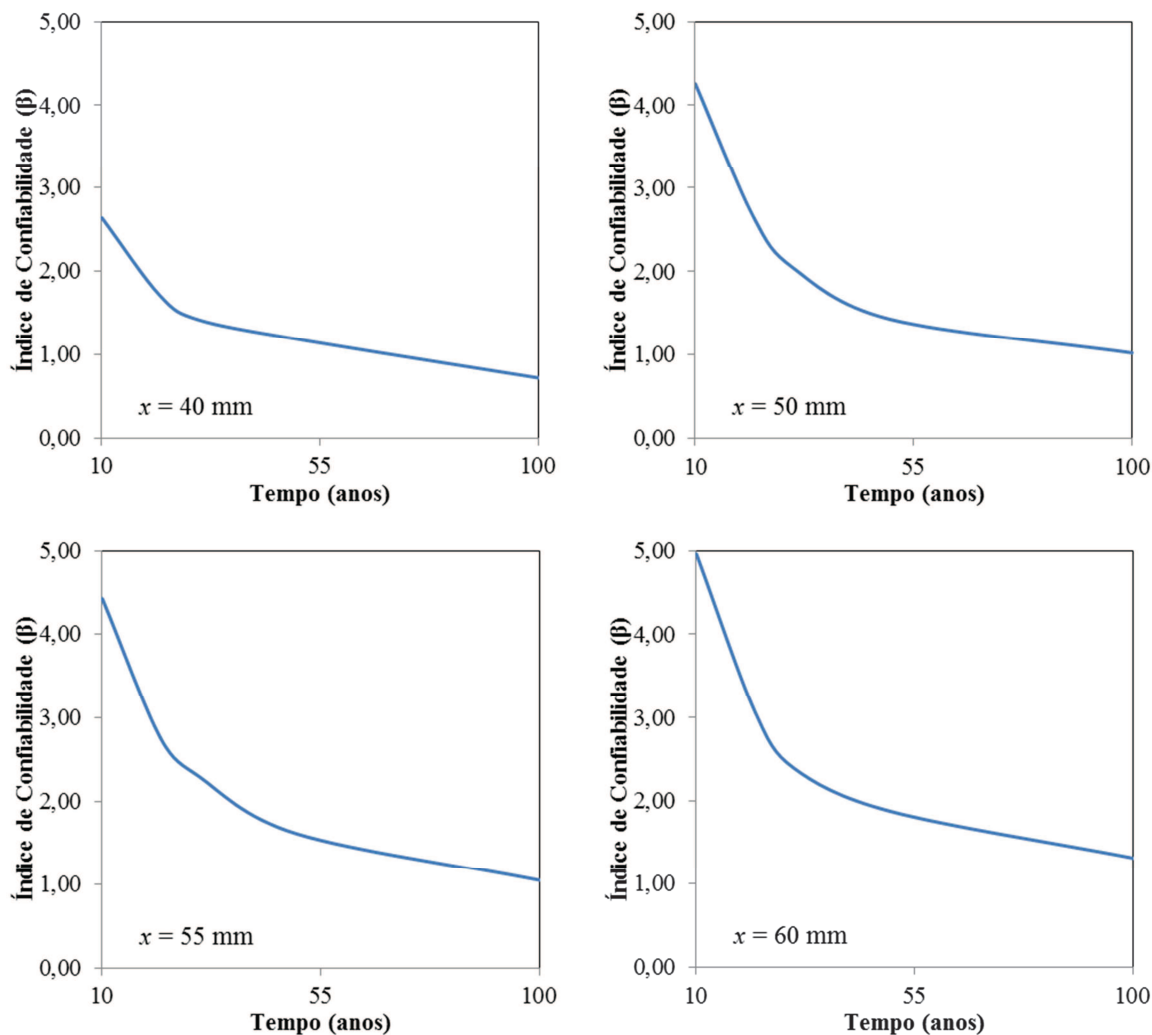 5,00
4,00
3,00
2,00
1,00
0,00
Índice de Confiabilidade (β)
x = 40 mm
10 55 100
Tempo (anos)
5,00
4,00
3,00
2,00
1,00
0,00
Índice de Confiabilidade (β)
x = 50 mm
10 55 100
Tempo (anos)
5,00
4,00
3,00
2,00
1,00
0,00
Índice de Confiabilidade (β)
x = 55 mm
10 55 100
Tempo (anos)
5,00
4,00
3,00
2,00
1,00
0,00
Índice de Confiabilidade (β)
x = 60 mm
10 55 100
Tempo (anos)